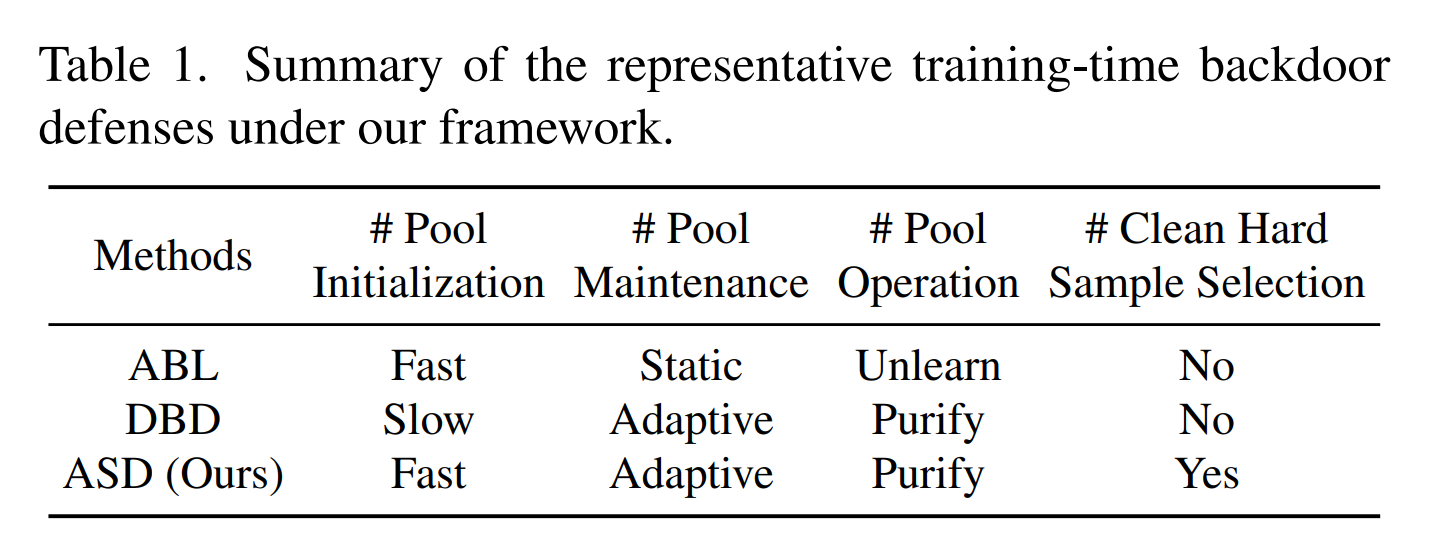 Table 1. Summary of the representative training-time backdoor
defenses under our framework.
Methods # Pool Initialization # Pool Maintenance # Pool Operation # Clean Hard Sample Selection
ABL Fast Static Unlearn No
DBD Slow Adaptive Purify No
ASD (Ours) Fast Adaptive Purify Yes